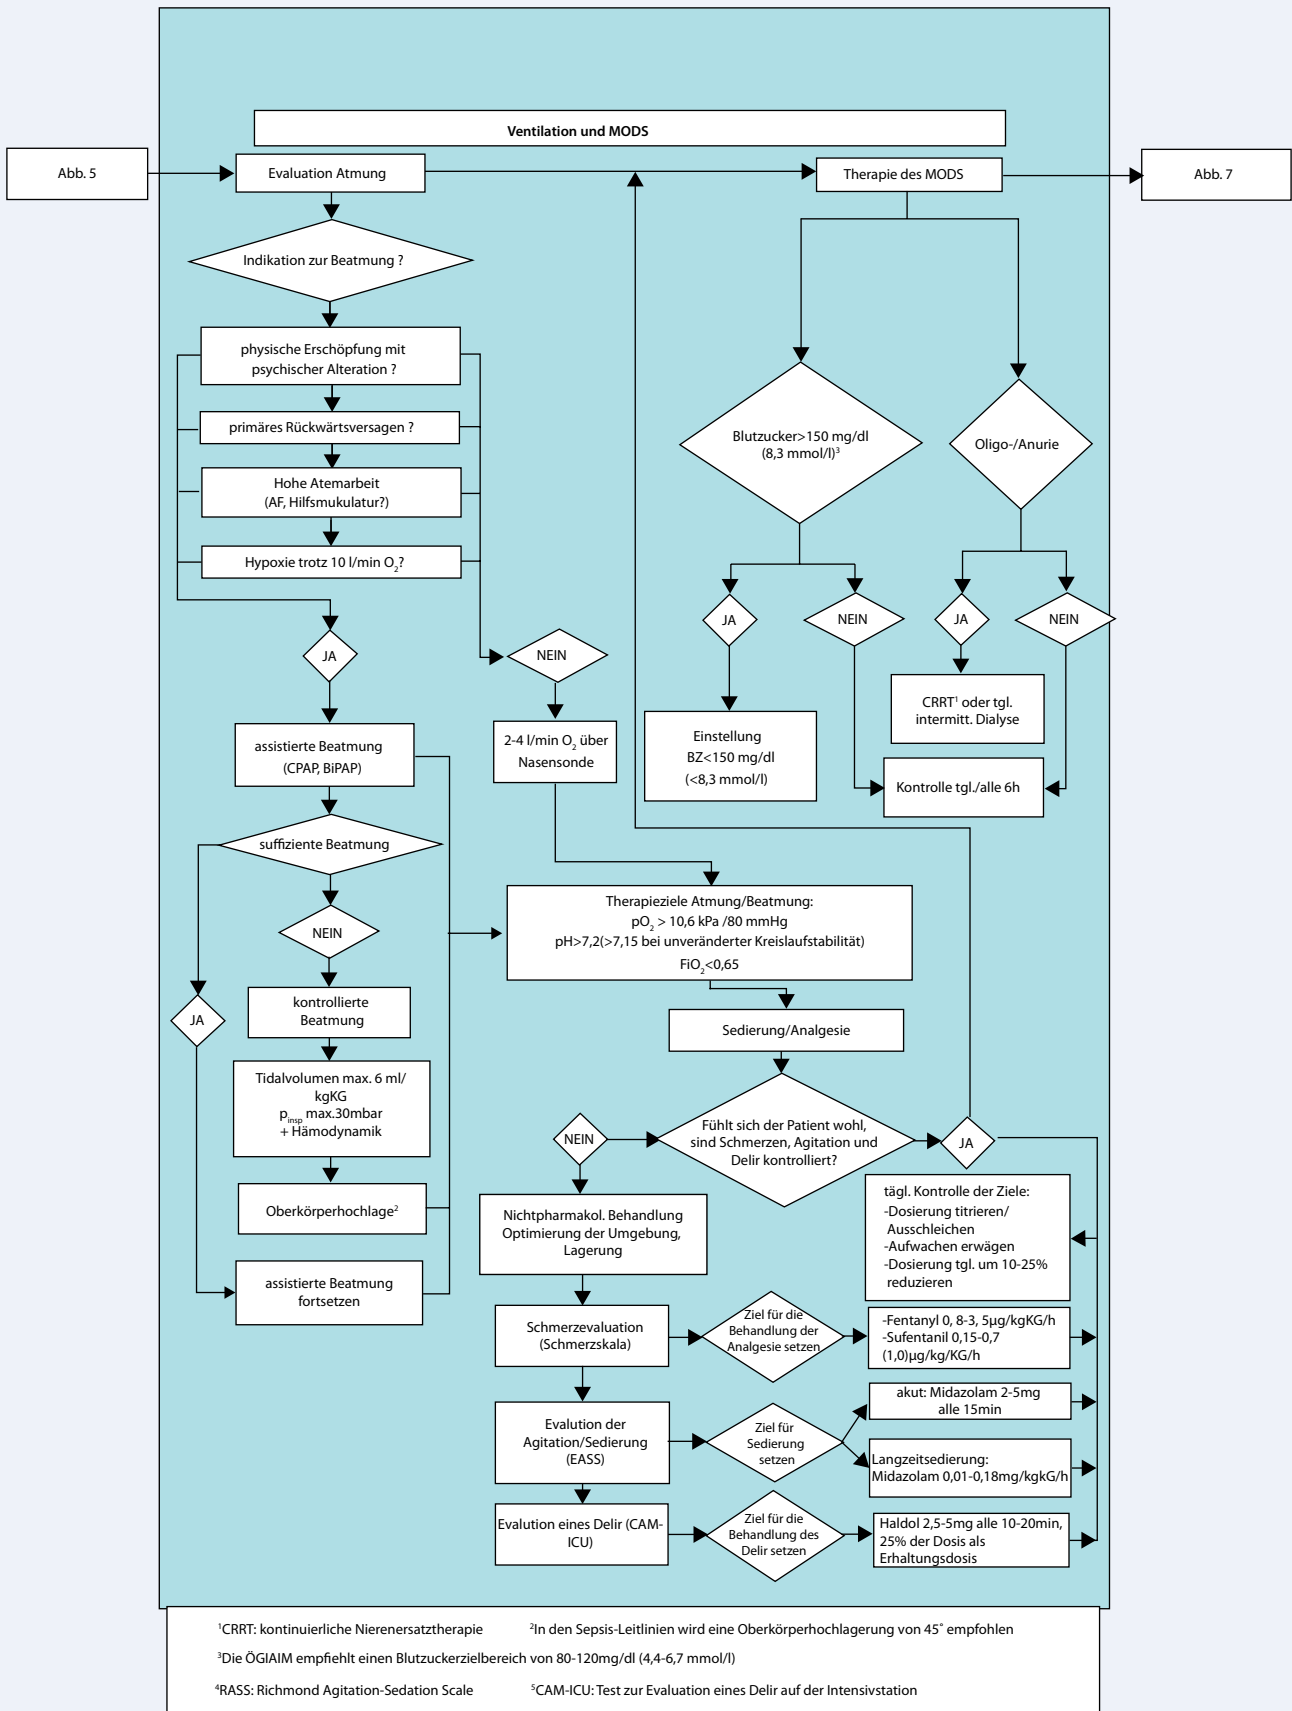 Ventilation und MODS
Abb. 5
Evaluation Atmung
Therapie des MODS
Abb. 7
Indikation zur Beatmung ?
physische Erschöpfung mit
psychischer Alteration ?
primäres Rückwärtsversagen ?
Hohe Atemarbeit
(AF, Hilfsmukulatur?)
Hypoxie trotz 10 l/min O₂?
JA
NEIN
assistierte Beatmung
(CPAP, BiPAP)
2-4 l/min O₂ über
Nasensonde
suffiziente Beatmung
NEIN
JA
kontrollierte
Beatmung
Tidalvolumen max. 6 ml/
kgKG
pinsp max.30mbar
+ Hämodynamik
Oberkörperhochlage²
assistierte Beatmung
fortsetzen
Blutzucker>150 mg/dl
(8,3 mmol/l)³
Oligo-/Anurie
JA
NEIN
JA
NEIN
Einstellung
BZ<150 mg/dl
(<8,3 mmol/l)
CRRT¹ oder tgl.
intermitt. Dialyse
Kontrolle tgl./alle 6h
Therapieziele Atmung/Beatmung:
pO₂ > 10,6 kPa /80 mmHg
pH>7,2(>7,15 bei unveränderter Kreislaufstabilität)
FiO₂<0,65
Sedierung/Analgesie
Fühlt sich der Patient wohl,
sind Schmerzen, Agitation und
Delir kontrolliert?
NEIN
JA
Nichtpharmakol. Behandlung
Optimierung der Umgebung,
Lagerung
tägl. Kontrolle der Ziele:
-Dosierung titrieren/
Ausschleichen
-Aufwachen erwägen
-Dosierung tgl. um 10-25%
reduzieren
Schmerzevaluation
(Schmerzskala)
Ziel für die
Behandlung der
Analgesie setzen
-Fentanyl 0, 8-3, 5µg/kgKG/h
-Sufentanil 0,15-0,7
(1,0)µg/kg/KG/h
Evalution der
Agitation/Sedierung
(EASS)
Ziel für
Sedierung
setzen
akut: Midazolam 2-5mg
alle 15min
Langzeitsedierung:
Midazolam 0,01-0,18mg/kgkG/h
Evalution eines Delir (CAM-
ICU)
Ziel für die
Behandlung des
Delir setzen
Haldol 2,5-5mg alle 10-20min,
25% der Dosis als
Erhaltungsdosis
¹CRRT: kontinuierliche Nierenersatztherapie ²In den Sepsis-Leitlinien wird eine Oberkörperhochlagerung von 45˚ empfohlen
³Die ÖGIAIM empfiehlt einen Blutzuckerzielbereich von 80-120mg/dl (4,4-6,7 mmol/l)
⁴RASS: Richmond Agitation-Sedation Scale ⁵CAM-ICU: Test zur Evaluation eines Delir auf der Intensivstation